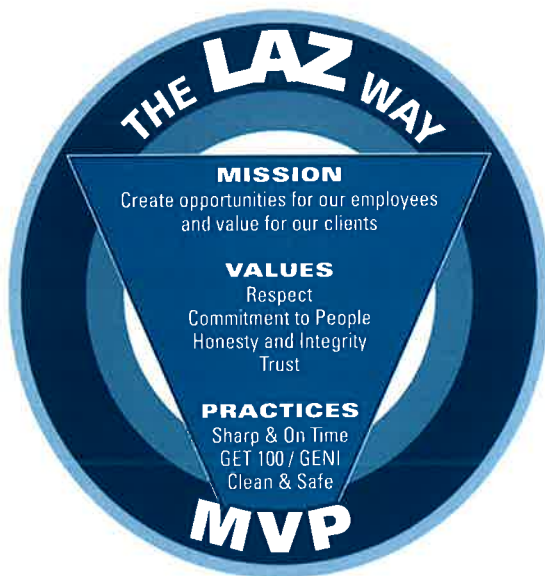 THE LAZ WAY
MISSION
Create opportunities for our employees
and value for our clients
VALUES
Respect
Commitment to People
Honesty and Integrity
Trust
PRACTICES
Sharp & On Time
GET 100 / GENI
Clean & Safe
MVP